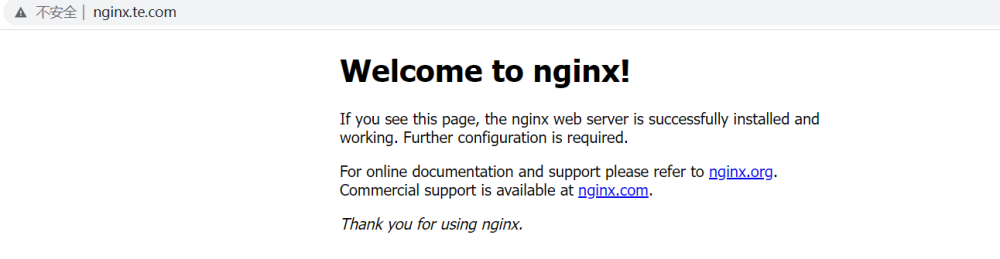 不安全 | nginx.te.com
Welcome to nginx!
If you see this page, the nginx web server is successfully installed and
working. Further configuration is required.
For online documentation and support please refer to nginx.org.
Commercial support is available at nginx.com.
Thank you for using nginx.